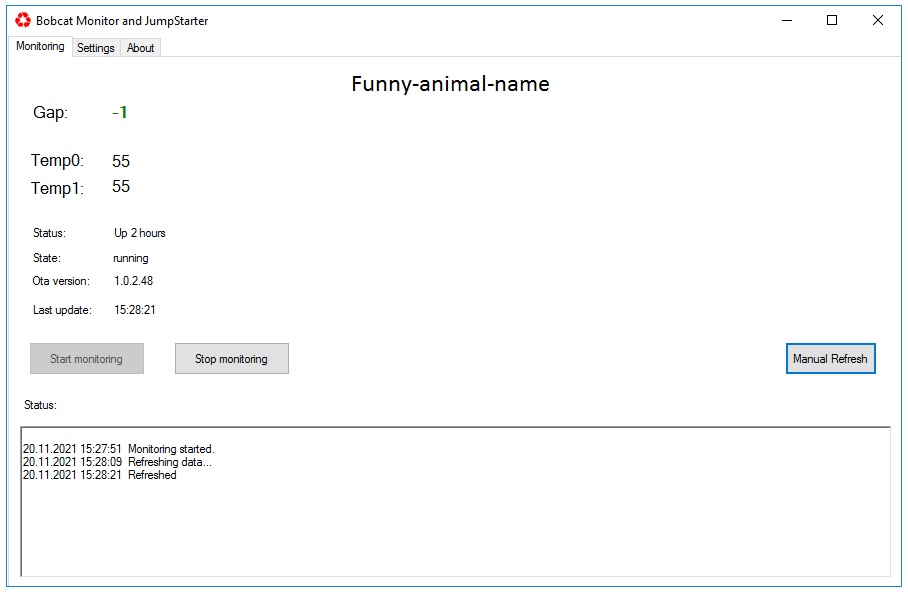 Bobcat Monitor and JumpStarter
Monitoring Settings About
Funny-animal-name
Gap: -1
Temp0: 55
Temp1: 55
Status: Up 2 hours
State: running
Ota version: 1.0.2.48
Last update: 15:28:21
Start monitoring Stop monitoring Manual Refresh
Status:
20.11.2021 15:27:51 Monitoring started.
20.11.2021 15:28:09 Refreshing data...
20.11.2021 15:28:21 Refreshed